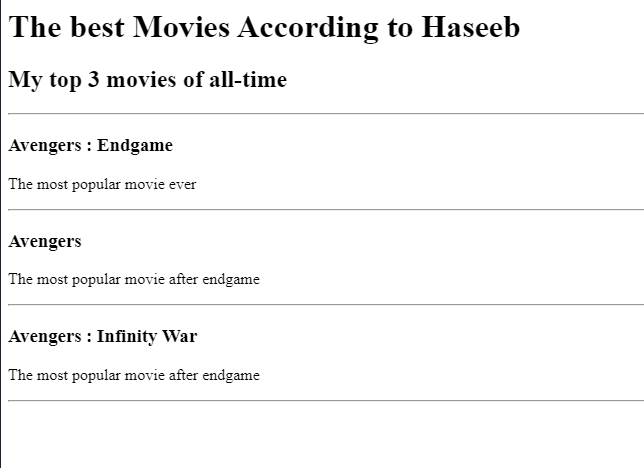 The best Movies According to Haseeb
My top 3 movies of all-time
Avengers : Endgame
The most popular movie ever
Avengers
The most popular movie after endgame
Avengers : Infinity War
The most popular movie after endgame